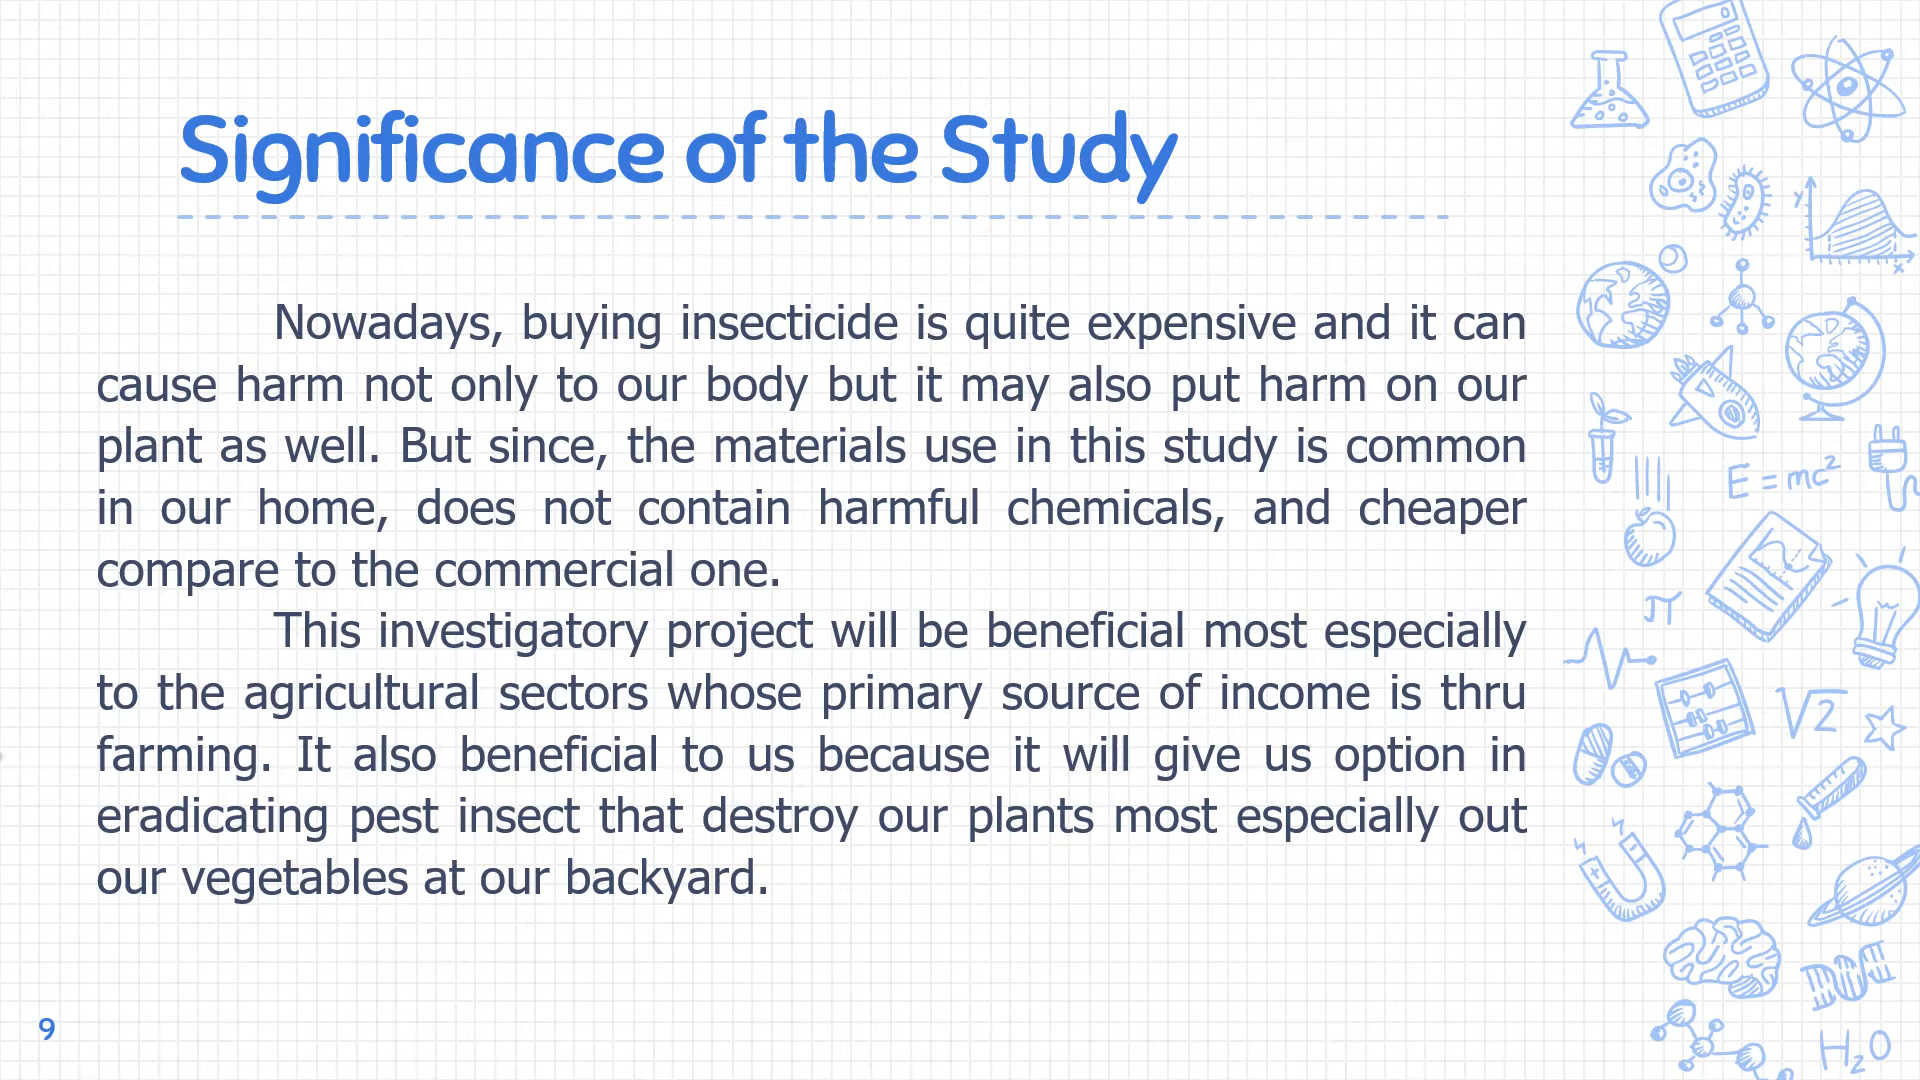 Significance of the Study
Nowadays, buying insecticide is quite expensive and it can
cause harm not only to our body but it may also put harm on our
plant as well. But since, the materials use in this study is common
in our home, does not contain harmful chemicals, and cheaper
compare to the commercial one.
This investigatory project will be beneficial most especially
to the agricultural sectors whose primary source of income is thru
farming. It also beneficial to us because it will give us option in
eradicating pest insect that destroy our plants most especially out
our vegetables at our backyard.
9
Y
x
E=mc²
π
√2
H₂O